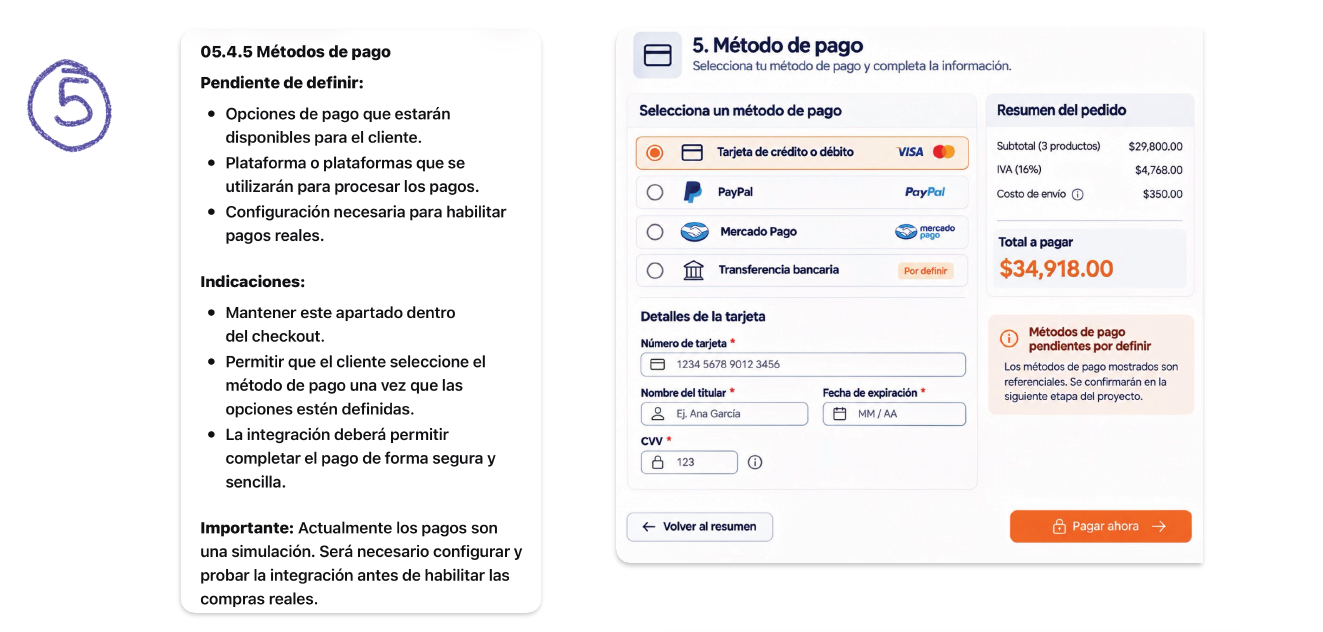 5
05.4.5 Métodos de pago
Pendiente de definir:
• Opciones de pago que estarán
disponibles para el cliente.
• Plataforma o plataformas que se
utilizarán para procesar los pagos.
• Configuración necesaria para habilitar
pagos reales.
Indicaciones:
• Mantener este apartado dentro
del checkout.
• Permitir que el cliente seleccione el
método de pago una vez que las
opciones estén definidas.
• La integración deberá permitir
completar el pago de forma segura y
sencilla.
Importante: Actualmente los pagos son
una simulación. Será necesario configurar y
probar la integración antes de habilitar las
compras reales.
5. Método de pago
Selecciona tu método de pago y completa la información.
Selecciona un método de pago
Tarjeta de crédito o débito VISA
PayPal PayPal
Mercado Pago mercado
pago
Transferencia bancaria Por definir
Detalles de la tarjeta
Número de tarjeta *
1234 5678 9012 3456
Nombre del titular * Fecha de expiración *
Ej. Ana García MM / AA
CVV *
123
Volver al resumen
Resumen del pedido
Subtotal (3 productos) $29,800.00
IVA (16%) $4,768.00
Costo de envío $350.00
Total a pagar
$34,918.00
Métodos de pago
pendientes por definir
Los métodos de pago mostrados son
referenciales. Se confirmarán en la
siguiente etapa del proyecto.
Pagar ahora